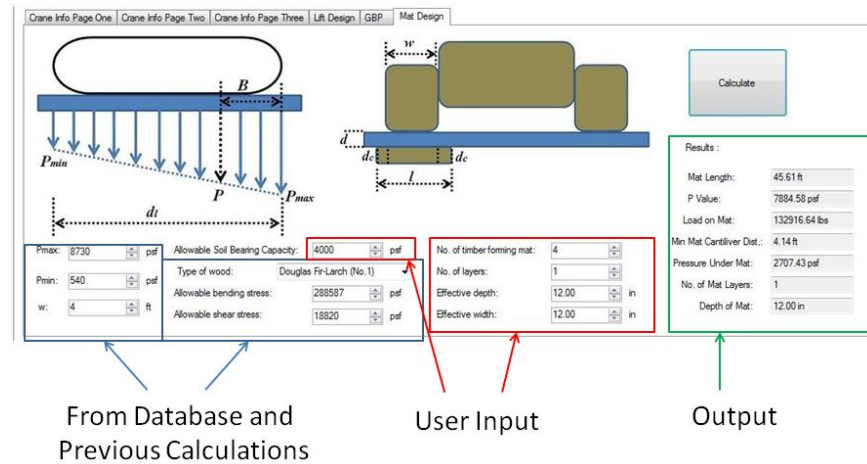 Crane Info Page One Crane Info Page Two Crane Info Page Three Lift Design GBP Mat Design
w
B
Calculate
d
Pmin
dc dc
P
Pmax
l
dl
Results :
Mat Length: 45.61 ft
P Value: 7884.58 psf
Load on Mat: 132916.64 lbs
Min Mat Cantiliver Dist,: 4.14 ft
Pressure Under Mat: 2707.43 psf
No. of Mat Layers: 1
Depth of Mat: 12.00 in
Pmax: 8730 psf
Pmin: 540 psf
w: 4 ft
Allowable Soil Bearing Capacity: 4000 psf
Type of wood: Douglas Fir-Larch (No.1)
Allowable bending stress: 288587 psf
Allowable shear stress: 18820 psf
No. of timber forming mat: 4
No. of layers: 1
Effective depth: 12.00 in
Effective width: 12.00 in
From Database and
Previous Calculations
User Input
Output